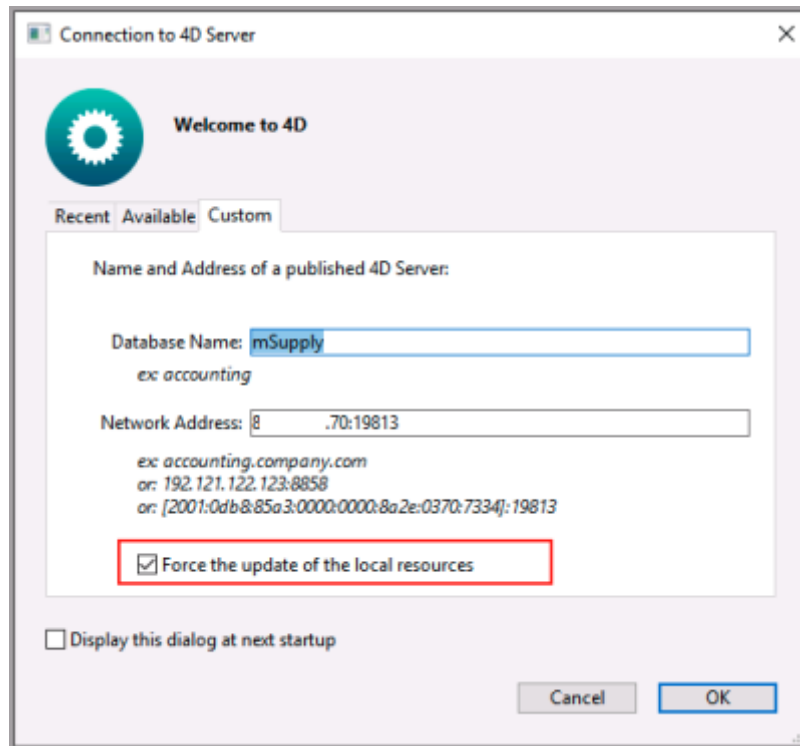 Connection to 4D Server
Welcome to 4D
Recent Available Custom
Name and Address of a published 4D Server:
Database Name: mSupply
ex: accounting
Network Address: 8 .70:19813
ex: accounting.company.com
or: 192.121.122.123:8858
or: [2001:0db8:85a3:0000:0000:8a2e:0370:7334]:19813
Force the update of the local resources
Display this dialog at next startup
Cancel OK